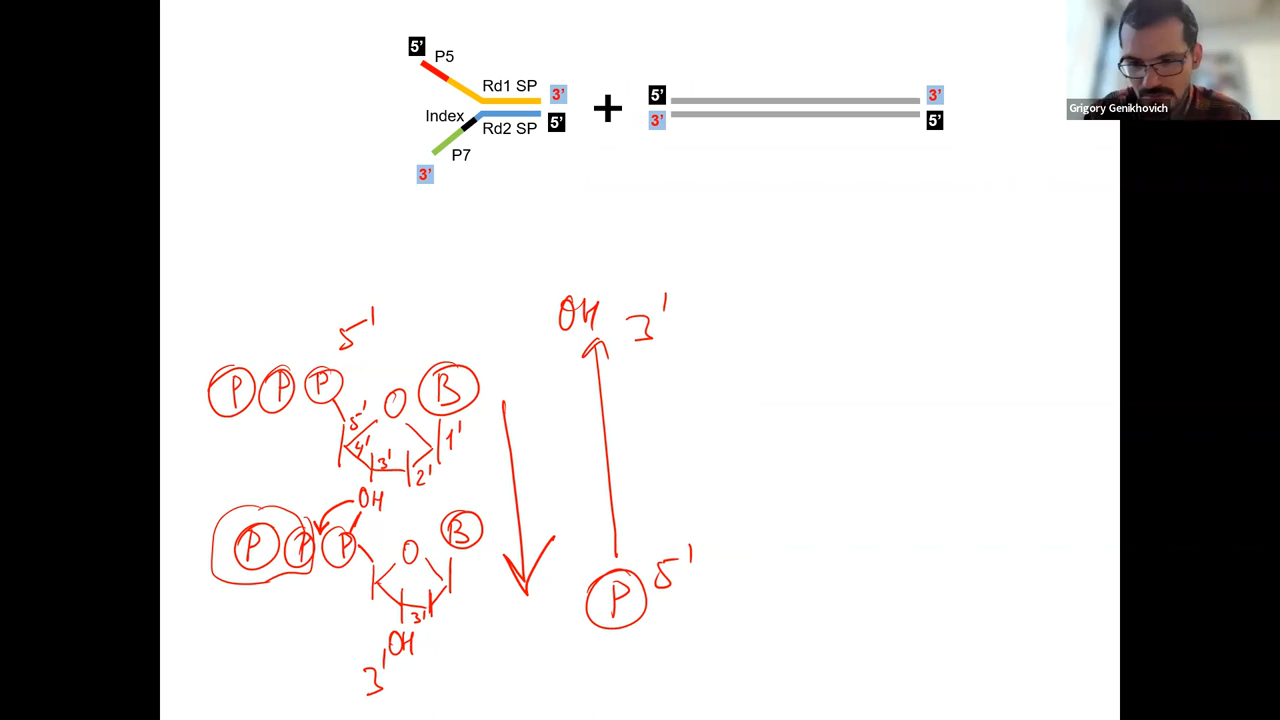 5'
P5
Rd1 SP
3'
Index
Rd2 SP
5'
P7
3'
+
5'
3'
3'
5'
Grigory Genikhovich
5'
P P P
O
B
5'
4'
3'
2'
1'
OH
P P P
O
B
3'
OH
3'
OH 3'
P 5'